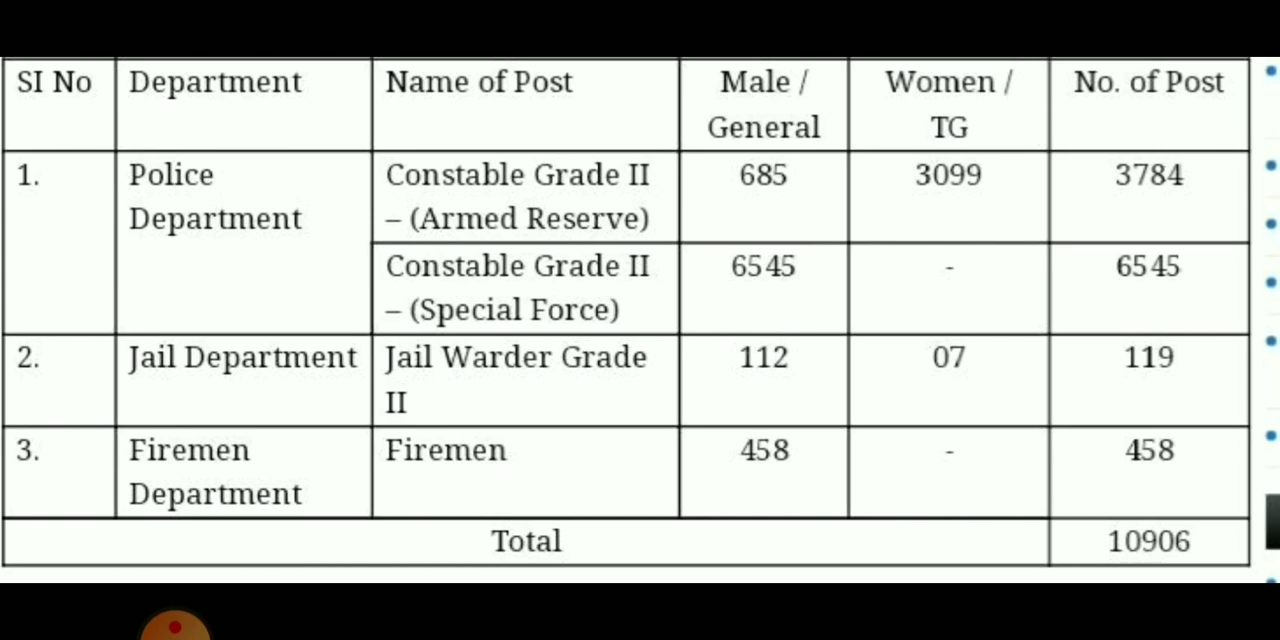 SI No Department Name of Post Male / Women / No. of Post
General TG
1. Police Constable Grade II 685 3099 3784
Department – (Armed Reserve)
Constable Grade II 6545 - 6545
– (Special Force)
2. Jail Department Jail Warder Grade 112 07 119
II
3. Firemen Firemen 458 - 458
Department
Total 10906